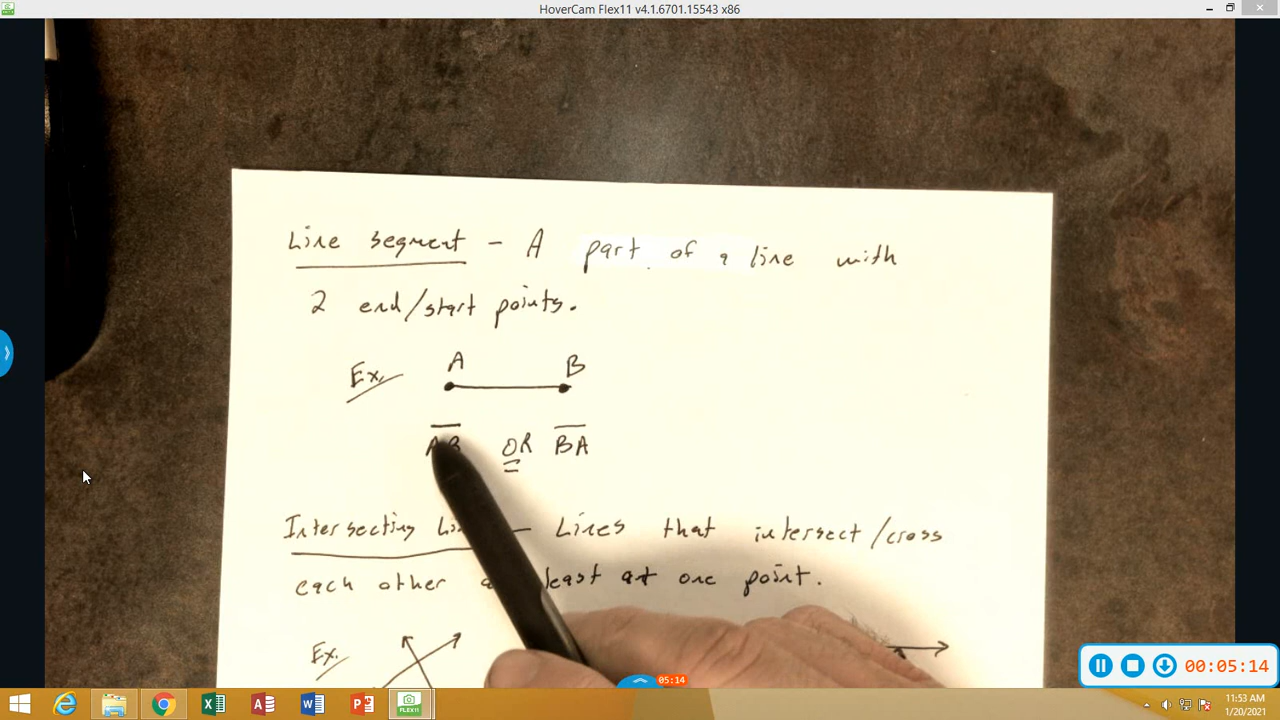 HoverCam Flex11 v4.1.6701.15543 x86
Line Segment - A part of a line with
2 end/start points.
Ex. A B
AB OR BA
Intersecting - Lines that intersect/cross
each other least at one point.
Ex.
00:05:14
05:14
FLEX11
11:53 AM
1/20/2021